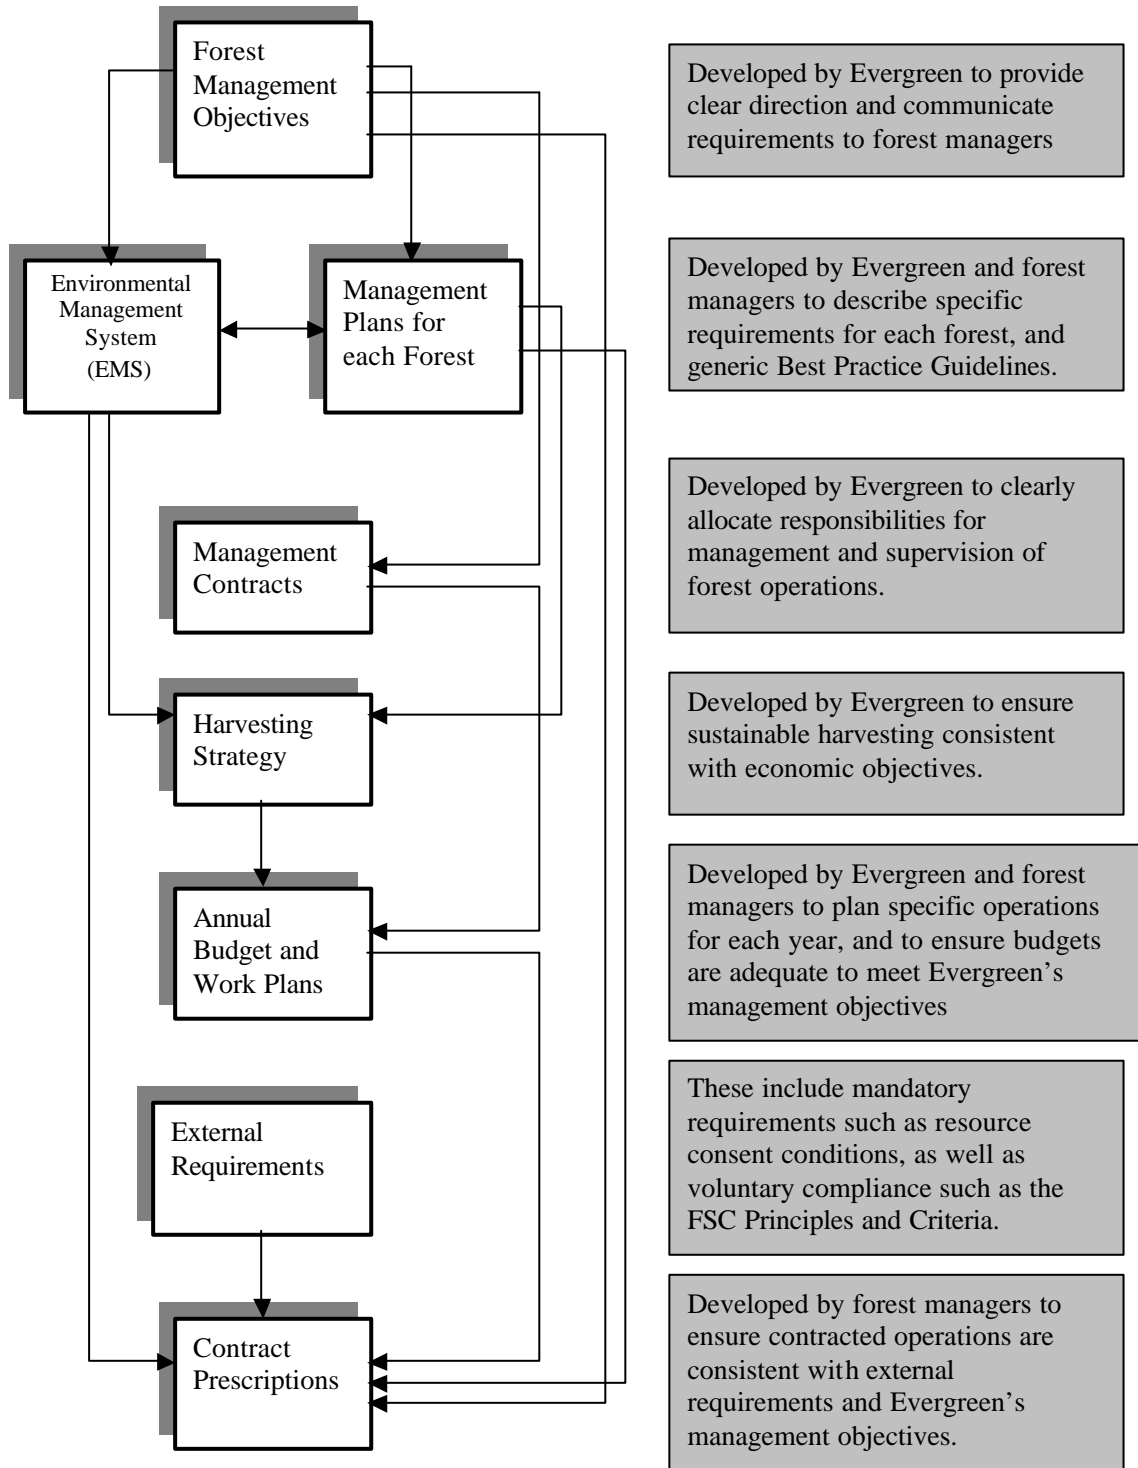 Forest
Management
Objectives
Developed by Evergreen to provide
clear direction and communicate
requirements to forest managers
Environmental
Management
System
(EMS)
Management
Plans for
each Forest
Developed by Evergreen and forest
managers to describe specific
requirements for each forest, and
generic Best Practice Guidelines.
Management
Contracts
Developed by Evergreen to clearly
allocate responsibilities for
management and supervision of
forest operations.
Harvesting
Strategy
Developed by Evergreen to ensure
sustainable harvesting consistent
with economic objectives.
Annual
Budget and
Work Plans
Developed by Evergreen and forest
managers to plan specific operations
for each year, and to ensure budgets
are adequate to meet Evergreen’s
management objectives
External
Requirements
These include mandatory
requirements such as resource
consent conditions, as well as
voluntary compliance such as the
FSC Principles and Criteria.
Contract
Prescriptions
Developed by forest managers to
ensure contracted operations are
consistent with external
requirements and Evergreen’s
management objectives.